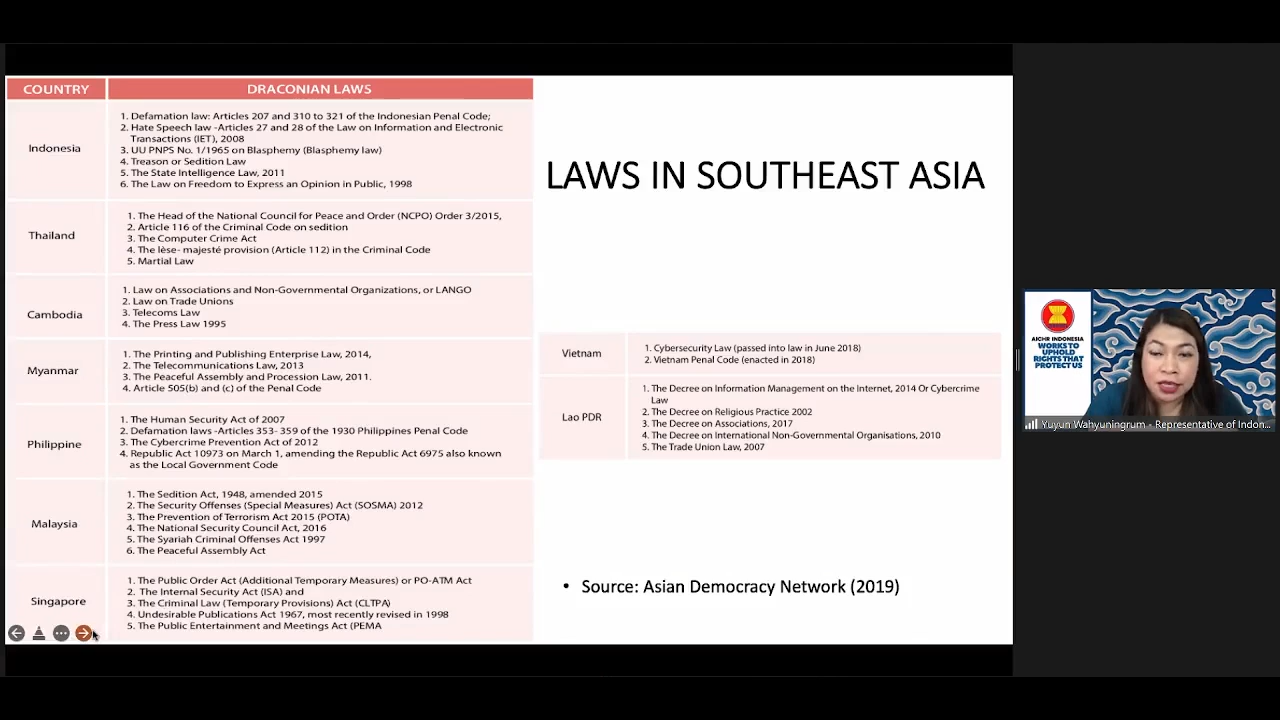 COUNTRY
DRACONIAN LAWS
Indonesia
1. Defamation law: Articles 207 and 310 to 321 of the Indonesian Penal Code;
2. Hate Speech law -Articles 27 and 28 of the Law on Information and Electronic
Transactions (IET), 2008
3. UU PNPS No. 1/1965 on Blasphemy (Blasphemy law)
4. Treason or Sedition Law
5. The State Intelligence Law, 2011
6. The Law on Freedom to Express an Opinion in Public, 1998
Thailand
1. The Head of the National Council for Peace and Order (NCPO) Order 3/2015,
2. Article 116 of the Criminal Code on sedition
3. The Computer Crime Act
4. The lèse- majesté provision (Article 112) in the Criminal Code
5. Martial Law
Cambodia
1. Law on Associations and Non-Governmental Organizations, or LANGO
2. Law on Trade Unions
3. Telecoms Law
4. The Press Law 1995
Myanmar
1. The Printing and Publishing Enterprise Law, 2014,
2. The Telecommunications Law, 2013
3. The Peaceful Assembly and Procession Law, 2011.
4. Article 505(b) and (c) of the Penal Code
Philippine
1. The Human Security Act of 2007
2. Defamation laws -Articles 353- 359 of the 1930 Philippines Penal Code
3. The Cybercrime Prevention Act of 2012
4. Republic Act 10973 on March 1, amending the Republic Act 6975 also known
as the Local Government Code
Malaysia
1. The Sedition Act, 1948, amended 2015
2. The Security Offenses (Special Measures) Act (SOSMA) 2012
3. The Prevention of Terrorism Act 2015 (POTA)
4. The National Security Council Act, 2016
5. The Syariah Criminal Offenses Act 1997
6. The Peaceful Assembly Act
Singapore
1. The Public Order Act (Additional Temporary Measures) or PO-ATM Act
2. The Internal Security Act (ISA) and
3. The Criminal Law (Temporary Provisions) Act (CLTPA)
4. Undesirable Publications Act 1967, most recently revised in 1998
5. The Public Entertainment and Meetings Act (PEMA
LAWS IN SOUTHEAST ASIA
Vietnam
1. Cybersecurity Law (passed into law in June 2018)
2. Vietnam Penal Code (enacted in 2018)
Lao PDR
1. The Decree on Information Management on the Internet, 2014 Or Cybercrime
Law
2. The Decree on Religious Practice 2002
3. The Decree on Associations, 2017
4. The Decree on International Non-Governmental Organisations, 2010
5. The Trade Union Law, 2007
• Source: Asian Democracy Network (2019)
AICHR INDONESIA
WORKS TO
UPHOLD
RIGHTS THAT
PROTECT US
Yuyun Wahyuningrum - Representative of Indon...